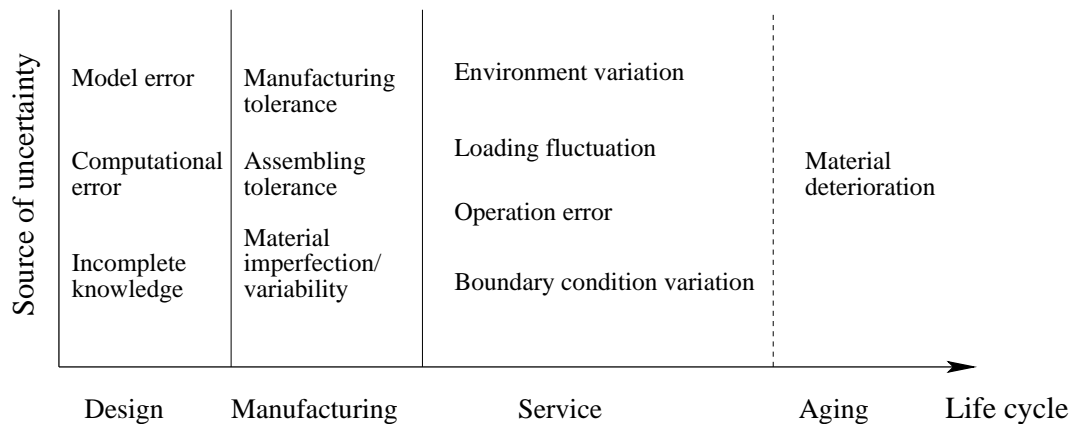 Source of uncertainty
Model error
Computational
error
Incomplete
knowledge
Manufacturing
tolerance
Assembling
tolerance
Material
imperfection/
variability
Environment variation
Loading fluctuation
Operation error
Boundary condition variation
Material
deterioration
Design
Manufacturing
Service
Aging
Life cycle